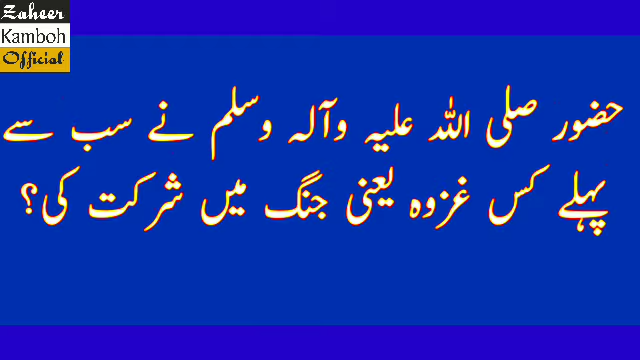 Zaheer
Kamboh
Official
حضور صلی اللہ علیہ وآلہ وسلم نے سب سے
پہلے کس غزوہ یعنی جنگ میں شرکت کی؟